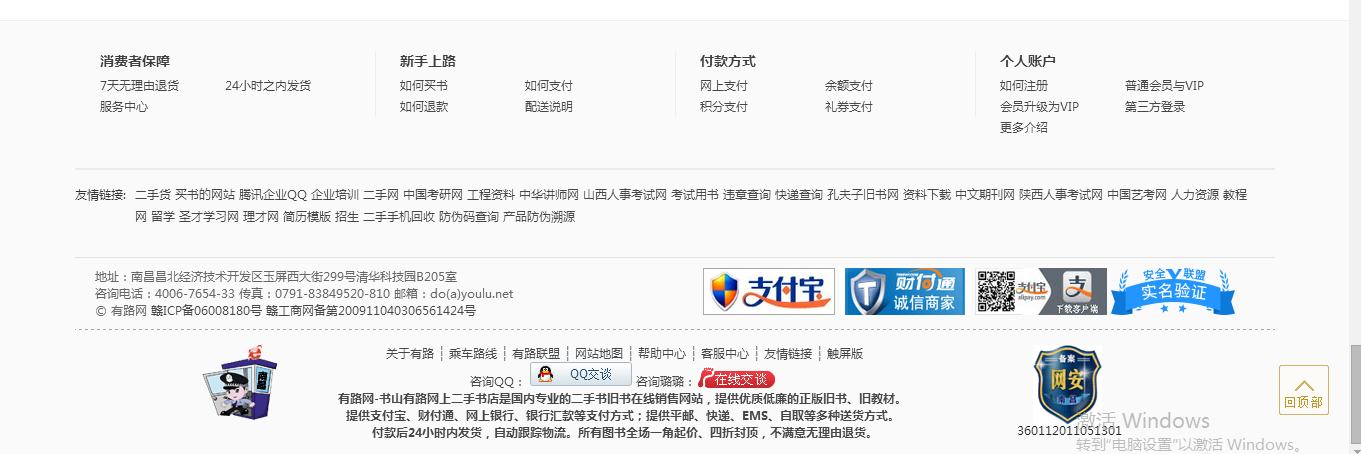 消费者保障
7天无理由退货 24小时之内发货
服务中心
新手上路
如何买书 如何支付
如何退款 配送说明
付款方式
网上支付 余额支付
积分支付 礼券支付
个人账户
如何注册 普通会员与VIP
会员升级为VIP 第三方登录
更多介绍
友情链接: 二手货 买书的网站 腾讯企业QQ 企业培训 二手网 中国考研网 工程资料 中华讲师网 山西人事考试网 考试用书 违章查询 快递查询 孔夫子旧书网 资料下载 中文期刊网 陕西人事考试网 中国艺考网 人力资源 教程
网 留学 圣才学习网 理才网 简历模版 招生 二手手机回收 防伪码查询 产品防伪溯源
地址：南昌昌北经济技术开发区玉屏西大街299号清华科技园B205室
咨询电话：4006-7654-33 传真：0791-83849520-810 邮箱：do(a)youlu.net
© 有路网 赣ICP备06008180号 赣工商网备第200911040306561424号
支付宝
财付通
诚信商家
支付宝
alipay.com
支
下载客户端
安全V联盟
实名验证
关于有路 ┊ 乘车路线 ┊ 有路联盟 ┊ 网站地图 ┊ 帮助中心 ┊ 客服中心 ┊ 友情链接 ┊ 触屏版
咨询QQ： QQ交谈 咨询璐璐： 在线交谈
有路网-书山有路网上二手书店是国内专业的二手书旧书在线销售网站，提供优质低廉的正版旧书、旧教材。
提供支付宝、财付通、网上银行、银行汇款等支付方式；提供平邮、快递、EMS、自取等多种送货方式。
付款后24小时内发货，自动跟踪物流。所有图书全场一角起价、四折封顶，不满意无理由退货。
南昌
备案
网安
南昌
360112011051301
回顶部
激活 Windows
转到"电脑设置"以激活 Windows。